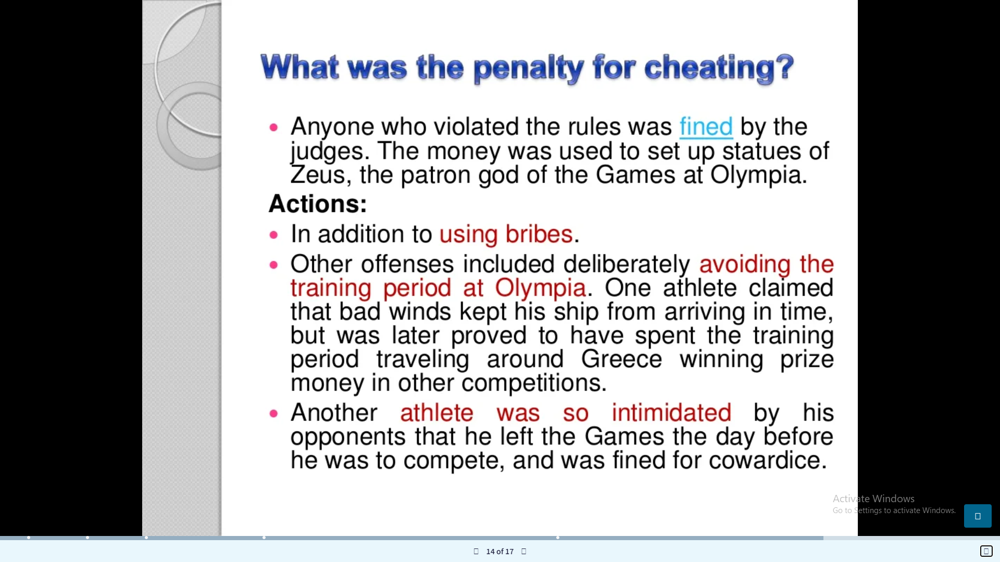 What was the penalty for cheating?
• Anyone who violated the rules was fined by the
judges. The money was used to set up statues of
Zeus, the patron god of the Games at Olympia.
Actions:
• In addition to using bribes.
• Other offenses included deliberately avoiding the
training period at Olympia. One athlete claimed
that bad winds kept his ship from arriving in time,
but was later proved to have spent the training
period traveling around Greece winning prize
money in other competitions.
• Another athlete was so intimidated by his
opponents that he left the Games the day before
he was to compete, and was fined for cowardice.
Activate Windows
Go to Settings to activate Windows.
14 of 17